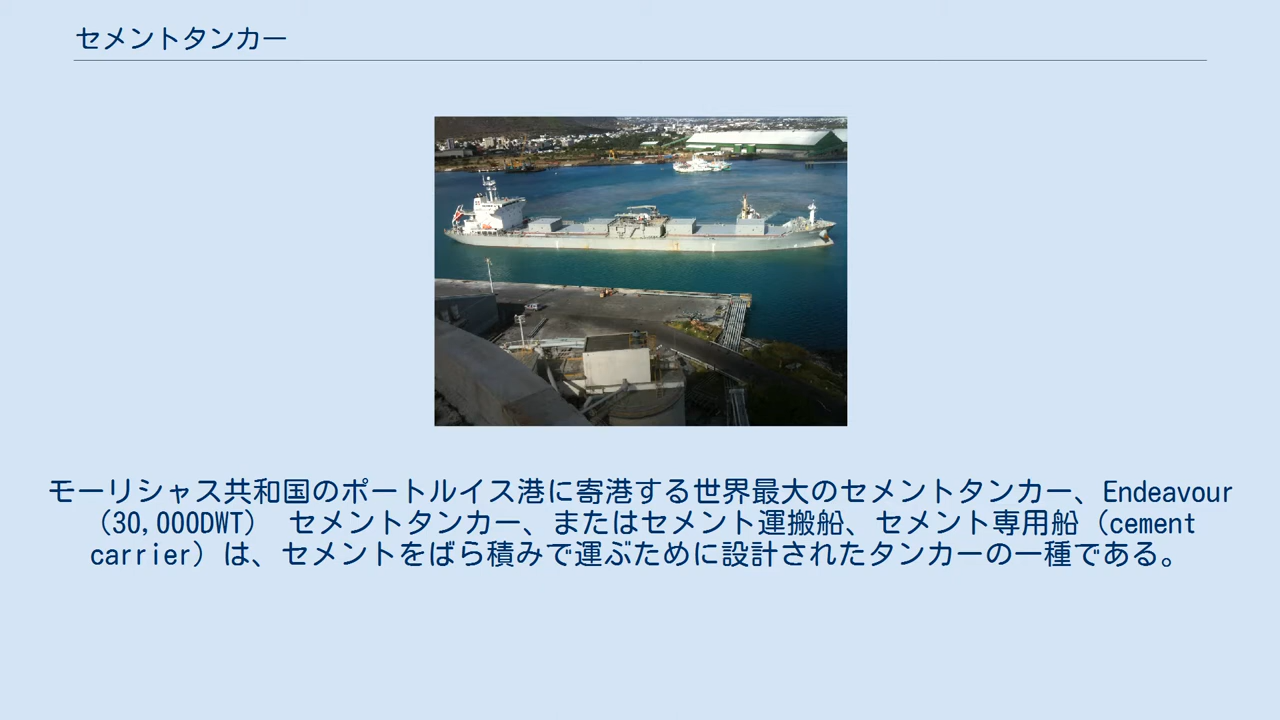 セメントタンカー
モーリシャス共和国のポートルイス港に寄港する世界最大のセメントタンカー、Endeavour
（30,000DWT） セメントタンカー、またはセメント運搬船、セメント専用船（cement
carrier）は、セメントをばら積みで運ぶために設計されたタンカーの一種である。